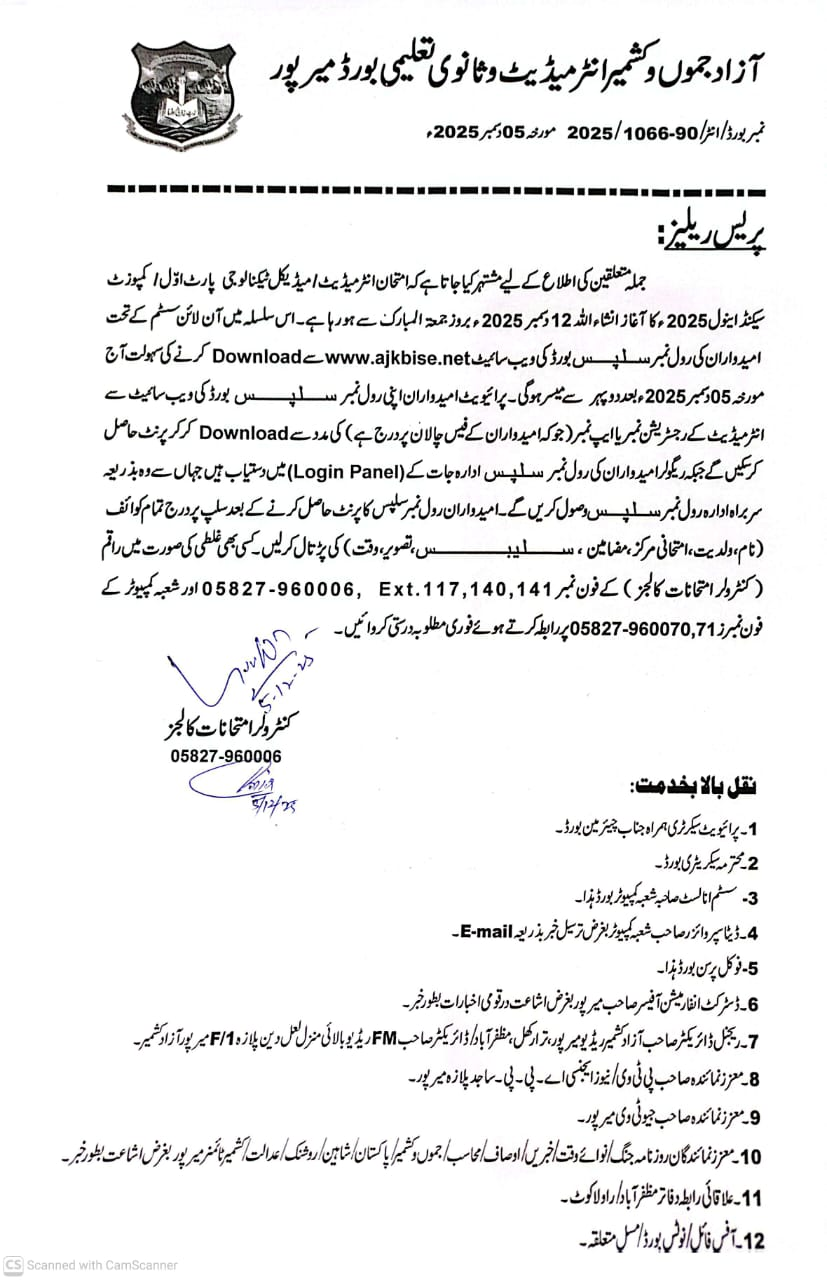 آزاد جموں و کشمیر انٹرمیڈیٹ و ثانوی تعلیمی بورڈ میرپور
نمبر بورڈ/انٹر/90-1066/2025 مورخہ 05 دسمبر 2025ء
پریس ریلیز:
جملہ متعلقین کی اطلاع کے لیے مشتہر کیا جاتا ہے کہ امتحان انٹرمیڈیٹ/میڈیکل ٹیکنالوجی پارٹ اوّل/کمپوزٹ
سیکنڈ اینول 2025ء کا آغاز انشاء اللہ 12 دسمبر 2025ء بروز جمعۃ المبارک سے ہو رہا ہے۔ اس سلسلہ میں آن لائن سسٹم کے تحت
امیدواران کی رول نمبر سلپس بورڈ کی ویب سائیٹ www.ajkbise.net سے Download کرنے کی سہولت آج
مورخہ 05 دسمبر 2025ء بعد دوپہر سے میسر ہوگی۔ پرائیویٹ امیدواران اپنی رول نمبر سلپس بورڈ کی ویب سائیٹ سے
انٹرمیڈیٹ کے رجسٹریشن نمبر یا ایپ نمبر (جو کہ امیدواران کے فیس چالان پر درج ہے) کی مدد سے Download کر کر پرنٹ حاصل
کر سکیں گے جبکہ ریگولر امیدواران کی رول نمبر سلپس ادارہ جات کے (Login Panel) میں دستیاب ہیں جہاں سے وہ بذریعہ
سربراہ ادارہ رول نمبر سلپس وصول کریں گے۔ امیدواران رول نمبر سلپس کا پرنٹ حاصل کرنے کے بعد سلپ پر درج تمام کوائف
(نام، ولدیت، امتحانی مرکز، مضامین، سلیبس، تصویر، وقت) کی پڑتال کر لیں۔ کسی بھی غلطی کی صورت میں راقم
(کنٹرولر امتحانات کالجز) کے فون نمبر 05827-960006, Ext.117,140,141 اور شعبہ کمپیوٹر کے
فون نمبرز 05827-960070,71 پر رابطہ کرتے ہوئے فوری مطلوبہ درستی کروائیں۔
5-12-25
کنٹرولر امتحانات کالجز
05827-960006
5/12/25
نقل بالا بخدمت:
1۔ پرائیویٹ سیکرٹری ہمراہ جناب چیئرمین بورڈ۔
2۔ محترمہ سیکریٹری بورڈ۔
3- سسٹم انالسٹ صاحبہ شعبہ کمپیوٹر بورڈ ہٰذا۔
4۔ ڈیٹا سپروائزر صاحب شعبہ کمپیوٹر بغرض ترسیل خبر بذریعہ E-mail۔
5- فوکل پرسن بورڈ ہٰذا۔
6۔ ڈسٹرکٹ انفارمیشن آفیسر صاحب میرپور بغرض اشاعت در قومی اخبارات بطور خبر۔
7۔ ریجنل ڈائریکٹر صاحب آزاد کشمیر ریڈیو میرپور، تراڑکھل، مظفرآباد/ڈائریکٹر صاحب FM ریڈیو بالائی منزل لعل دین پلازہ F/1 میرپور آزاد کشمیر۔
8۔ معزز نمائندہ صاحب پی ٹی وی/نیوز ایجنسی اے۔پی۔پی۔ ساجد پلازہ میرپور۔
9۔ معزز نمائندہ صاحب جیو ٹی وی میرپور۔
10۔ معزز نمائندگان روزنامہ جنگ/نوائے وقت/خبریں/اوصاف/محاسب/جموں و کشمیر/پاکستان/شاہین/روشنک/عدالت/کشمیر ٹائمز میرپور بغرض اشاعت بطور خبر۔
11۔ علاقائی رابطہ دفاتر مظفرآباد/راولاکوٹ۔
12۔ آفس فائل/نوٹس بورڈ/مسل متعلقہ۔
CS Scanned with CamScanner